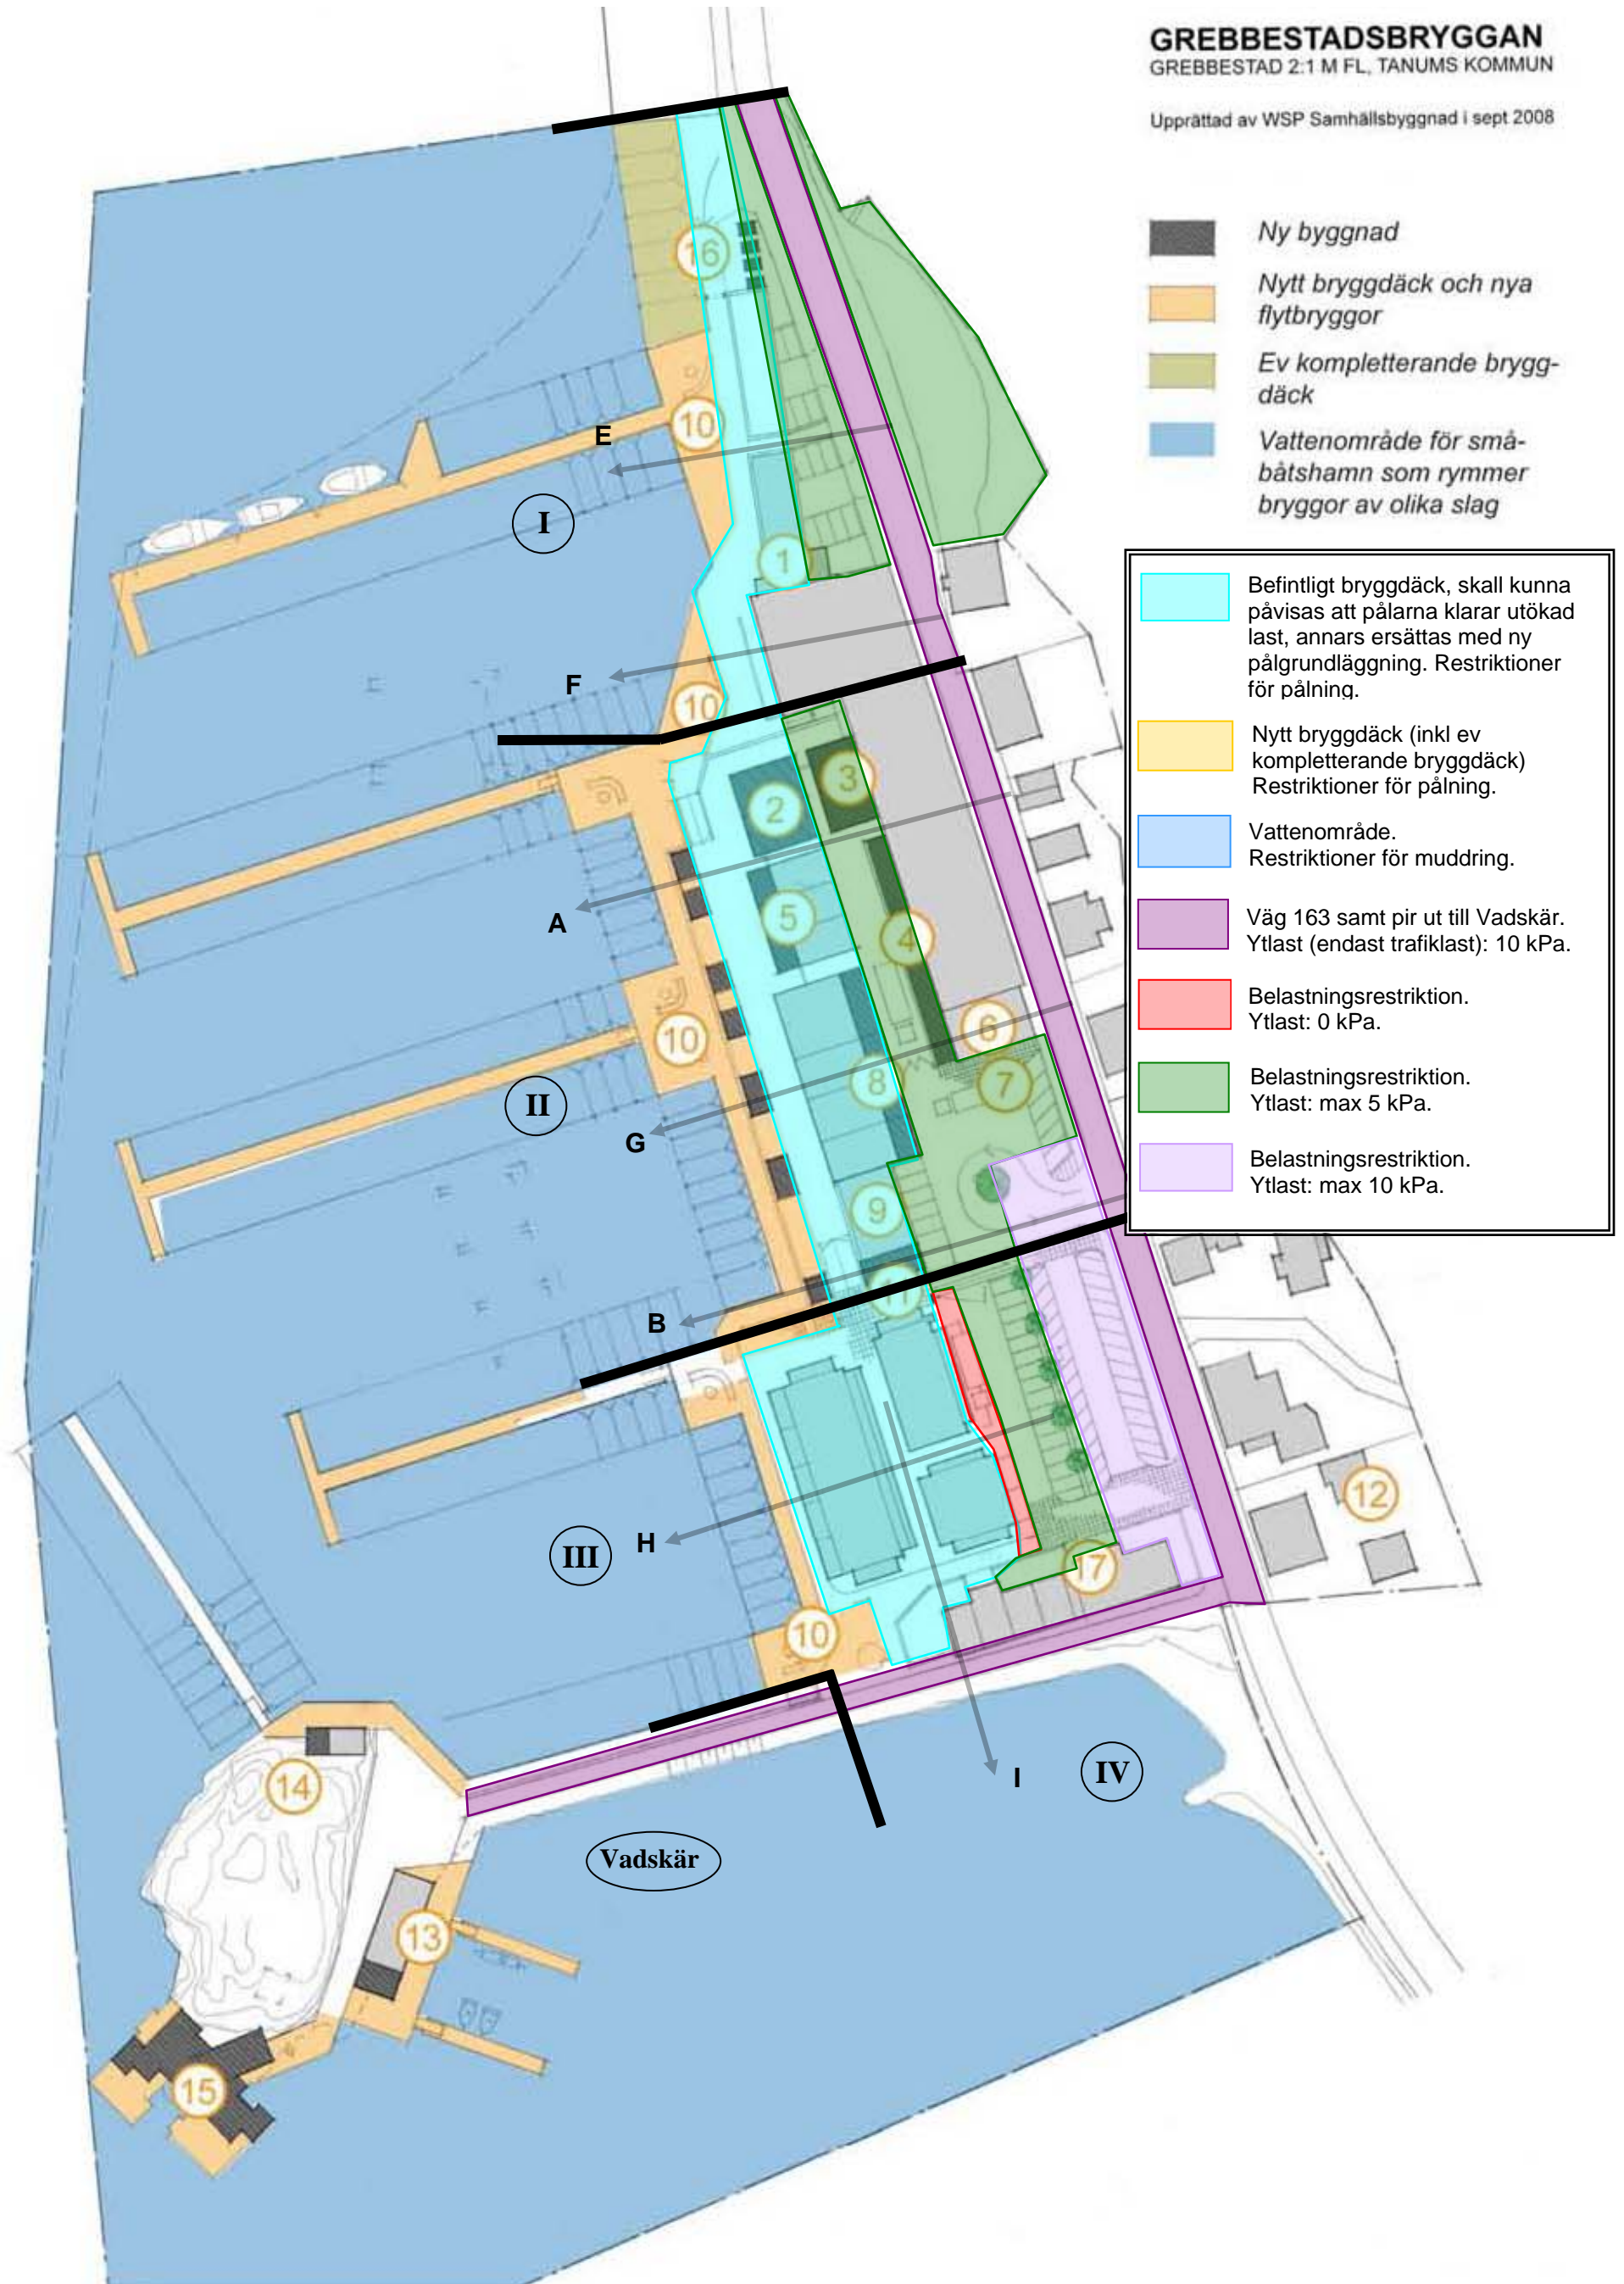 GREBBESTADSBRYGGAN
GREBBESTAD 2:1 M FL, TANUMS KOMMUN
Upprättad av WSP Samhällsbyggnad i sept 2008
Ny byggnad
Nytt bryggdäck och nya
flytbryggor
Ev kompletterande brygg-
däck
Vattenområde för små-
båtshamn som rymmer
bryggor av olika slag
Befintligt bryggdäck, skall kunna
påvisas att pålarna klarar utökad
last, annars ersättas med ny
pålgrundläggning. Restriktioner
för pålning.
Nytt bryggdäck (inkl ev
kompletterande bryggdäck)
Restriktioner för pålning.
Vattenområde.
Restriktioner för muddring.
Väg 163 samt pir ut till Vadskär.
Ytlast (endast trafiklast): 10 kPa.
Belastningsrestriktion.
Ytlast: 0 kPa.
Belastningsrestriktion.
Ytlast: max 5 kPa.
Belastningsrestriktion.
Ytlast: max 10 kPa.
16
10
E
I
1
F
10
3
2
A
5
4
10
6
8
7
II
G
9
11
B
12
H
III
17
10
I
IV
14
Vadskär
13
15